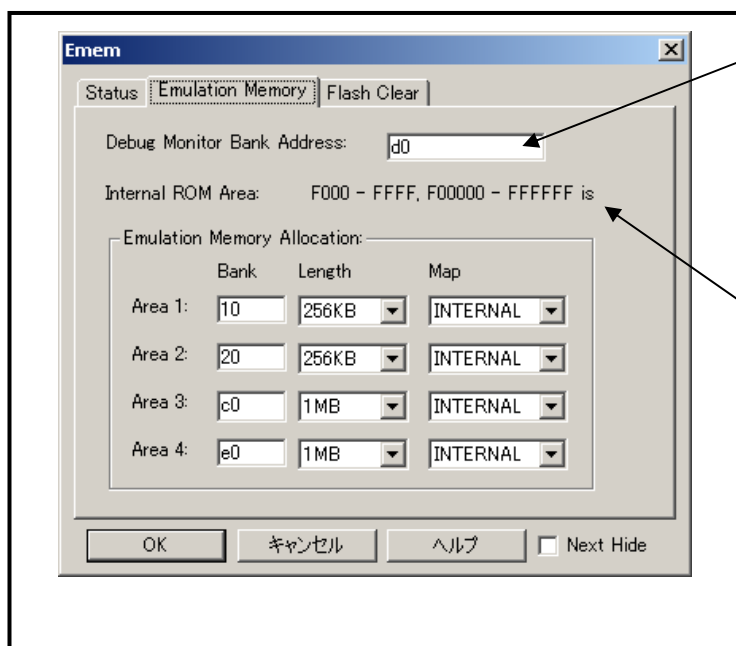 Emem
Status Emulation Memory Flash Clear
Debug Monitor Bank Address: d0
Internal ROM Area: F000 - FFFF, F00000 - FFFFFF is
Emulation Memory Allocation:
Bank Length Map
Area 1: 10 256KB INTERNAL
Area 2: 20 256KB INTERNAL
Area 3: c0 1MB INTERNAL
Area 4: e0 1MB INTERNAL
OK キャンセル ヘルプ Next Hide